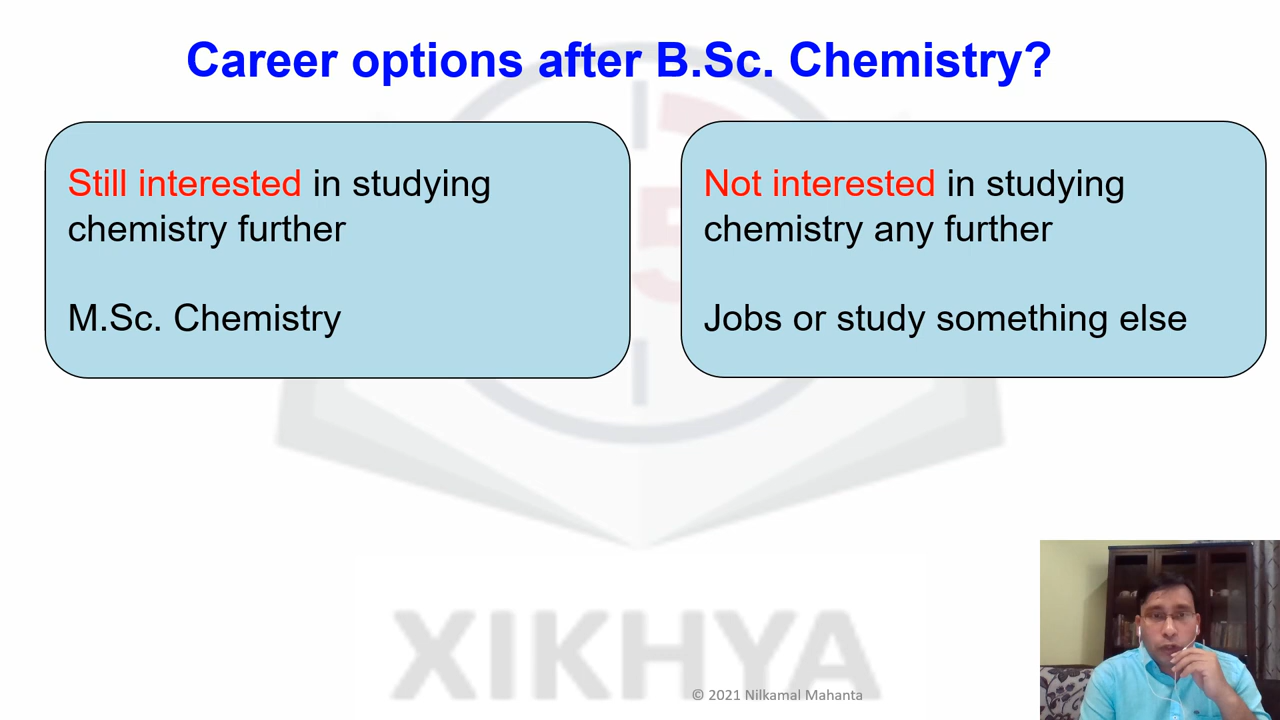 Career options after B.Sc. Chemistry?
Still interested in studying
chemistry further
M.Sc. Chemistry
Not interested in studying
chemistry any further
Jobs or study something else
5
XIKHYA
© 2021 Nilkamal Mahanta